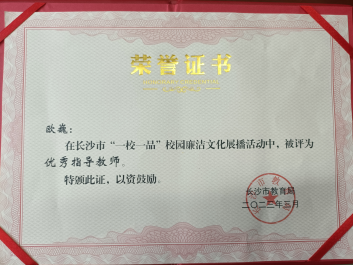 荣誉证书
欧巍：
在长沙市“一校一品”校园廉洁文化展播活动中，被评为
优秀指导教师。
特颁此证，以资鼓励。
长沙市教育局
二〇二三年三月